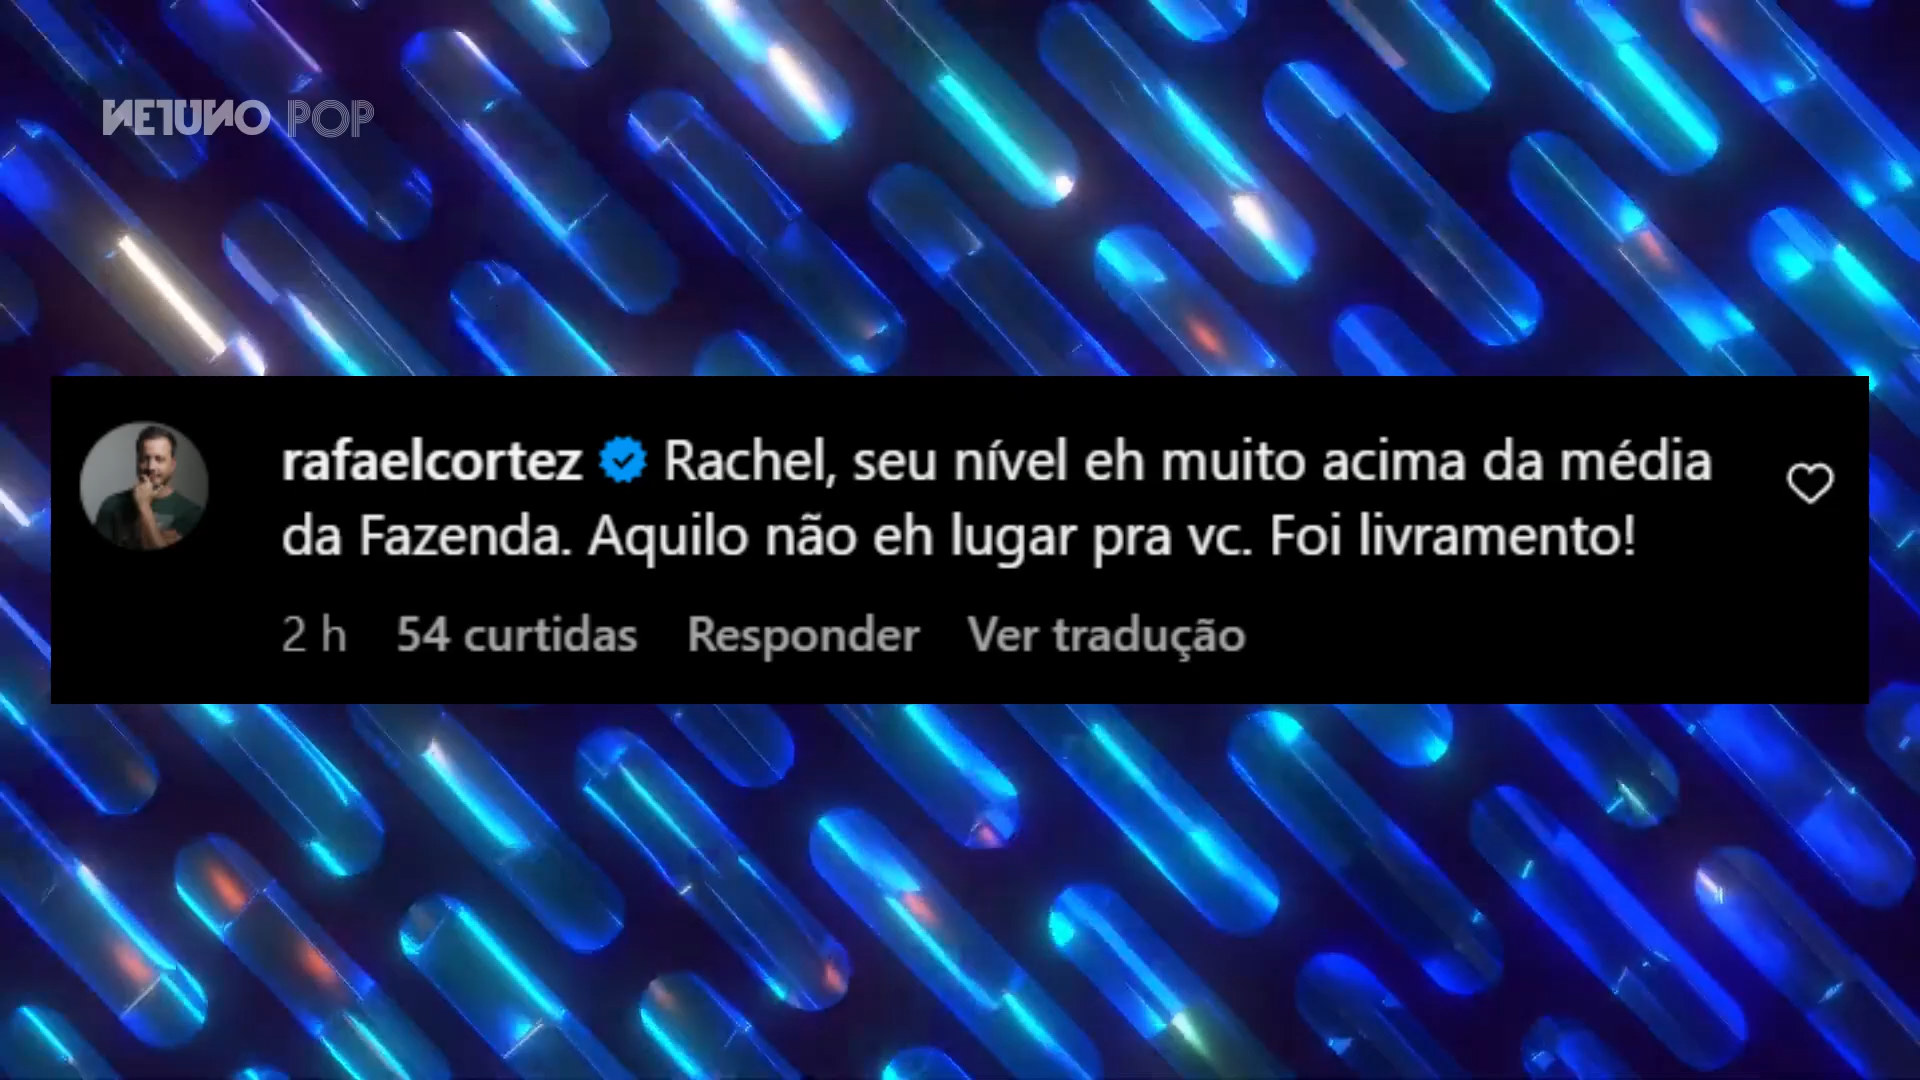 NETUNO POP
rafaelcortez Rachel, seu nível eh muito acima da média
da Fazenda. Aquilo não eh lugar pra vc. Foi livramento!
2 h 54 curtidas Responder Ver tradução